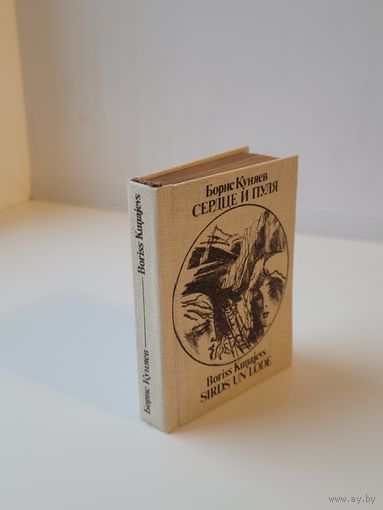 Борис Куняев
СЕРДЦЕ И ПУЛЯ
Boriss Kuņajevs
SIRDS UN LODE
Борис Куняев — Boriss Kuņajevs
www.ay.by